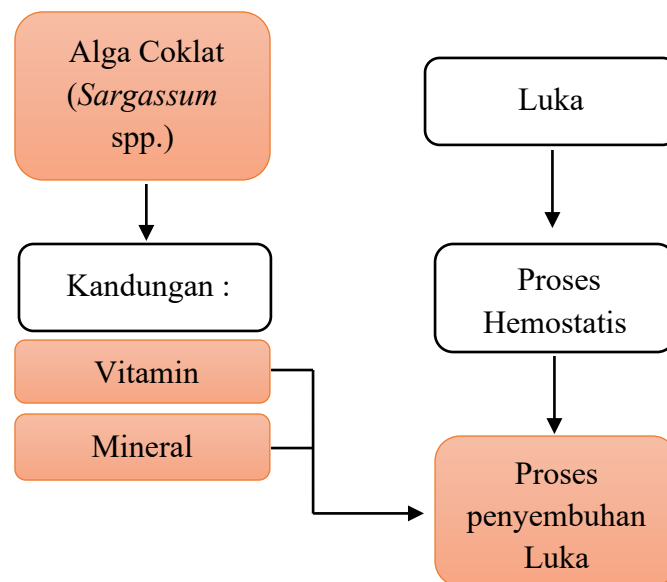 Alga Coklat
(Sargassum
spp.)
Luka
Kandungan :
Proses
Hemostatis
Vitamin
Mineral
Proses
penyembuhan
Luka